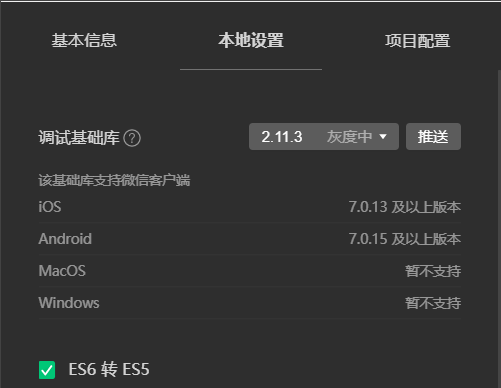 基本信息 本地设置 项目配置
调试基础库 ? 2.11.3 灰度中 推送
该基础库支持微信客户端
iOS 7.0.13 及以上版本
Android 7.0.15 及以上版本
MacOS 暂不支持
Windows 暂不支持
ES6 转 ES5